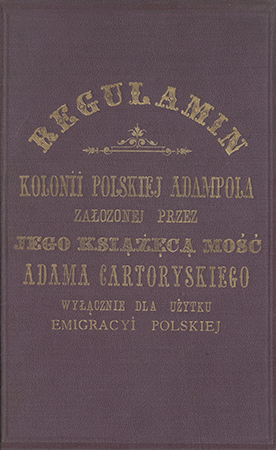 REGULAMIN
KOLONII POLSKIEJ ADAMPOLA
ZAŁOZONEJ PRZEZ
JEGO KSIĄŻĘCĄ MOŚĆ
ADAMA CARTORYSKIEGO
WYŁĄCZNIE DLA UŻYTKU
EMIGRACYI POLSKIEJ